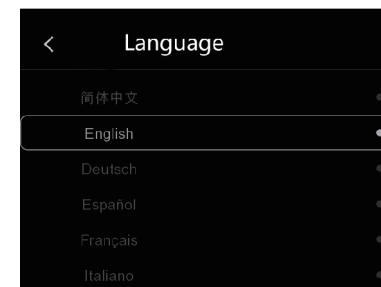 Language
简体中文
English
Deutsch
Español
Français
Italiano